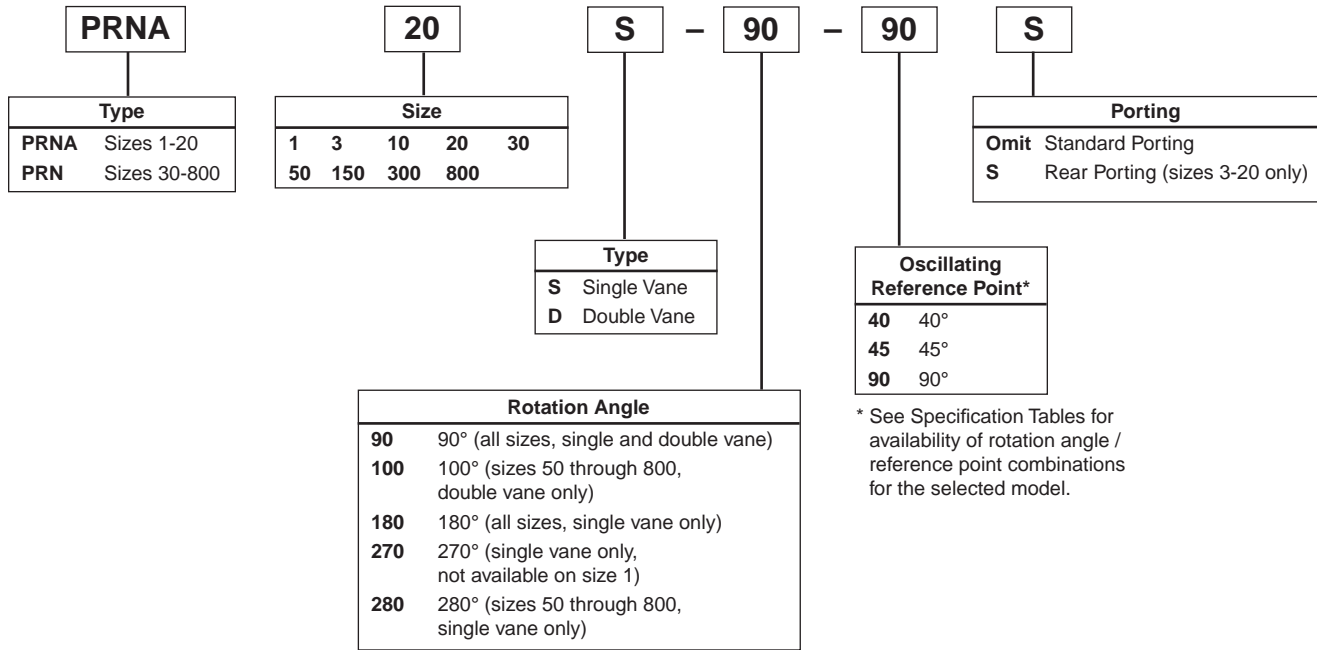 PRNA 20 S – 90 – 90 S
Type
PRNA Sizes 1-20
PRN Sizes 30-800
Size
1 3 10 20 30
50 150 300 800
Porting
Omit Standard Porting
S Rear Porting (sizes 3-20 only)
Type
S Single Vane
D Double Vane
Oscillating
Reference Point*
40 40°
45 45°
90 90°
* See Specification Tables for
availability of rotation angle /
reference point combinations
for the selected model.
Rotation Angle
90 90° (all sizes, single and double vane)
100 100° (sizes 50 through 800,
double vane only)
180 180° (all sizes, single vane only)
270 270° (single vane only,
not available on size 1)
280 280° (sizes 50 through 800,
single vane only)